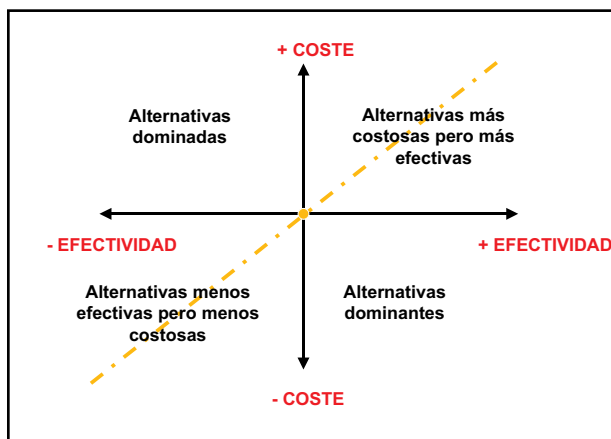 + COSTE
Alternativas
dominadas
Alternativas más
costosas pero más
efectivas
- EFECTIVIDAD
+ EFECTIVIDAD
Alternativas menos
efectivas pero menos
costosas
Alternativas
dominantes
- COSTE